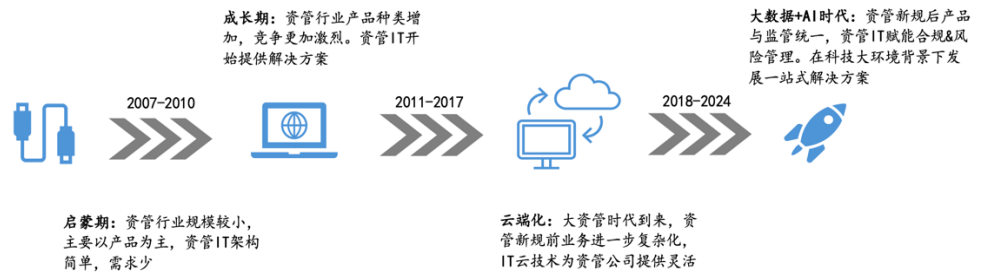 成长期：资管行业产品种类增
加，竞争更加激烈。资管IT开
始提供解决方案
大数据+AI时代：资管新规后产品
与监管统一，资管IT赋能合规&风
险管理。在科技大环境背景下发
展一站式解决方案
2007-2010
2011-2017
2018-2024
启蒙期：资管行业规模较小，
主要以产品为主，资管IT架构
简单，需求少
云端化：大资管时代到来，资
管新规前业务进一步复杂化，
IT云技术为资管公司提供灵活